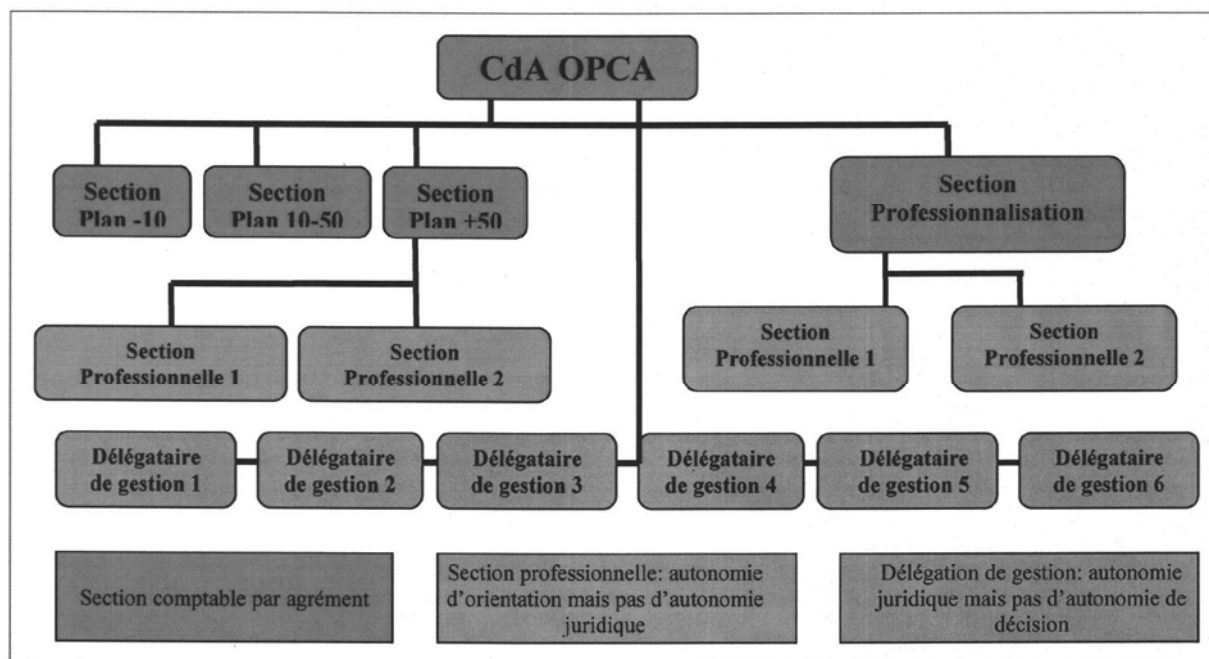 CdA OPCA
Section
Plan -10
Section
Plan 10-50
Section
Plan +50
Section
Professionnalisation
Section
Professionnelle 1
Section
Professionnelle 2
Section
Professionnelle 1
Section
Professionnelle 2
Délégataire
de gestion 1
Délégataire
de gestion 2
Délégataire
de gestion 3
Délégataire
de gestion 4
Délégataire
de gestion 5
Délégataire
de gestion 6
Section comptable par agrément
Section professionnelle: autonomie
d'orientation mais pas d'autonomie
juridique
Délégation de gestion: autonomie
juridique mais pas d'autonomie de
décision